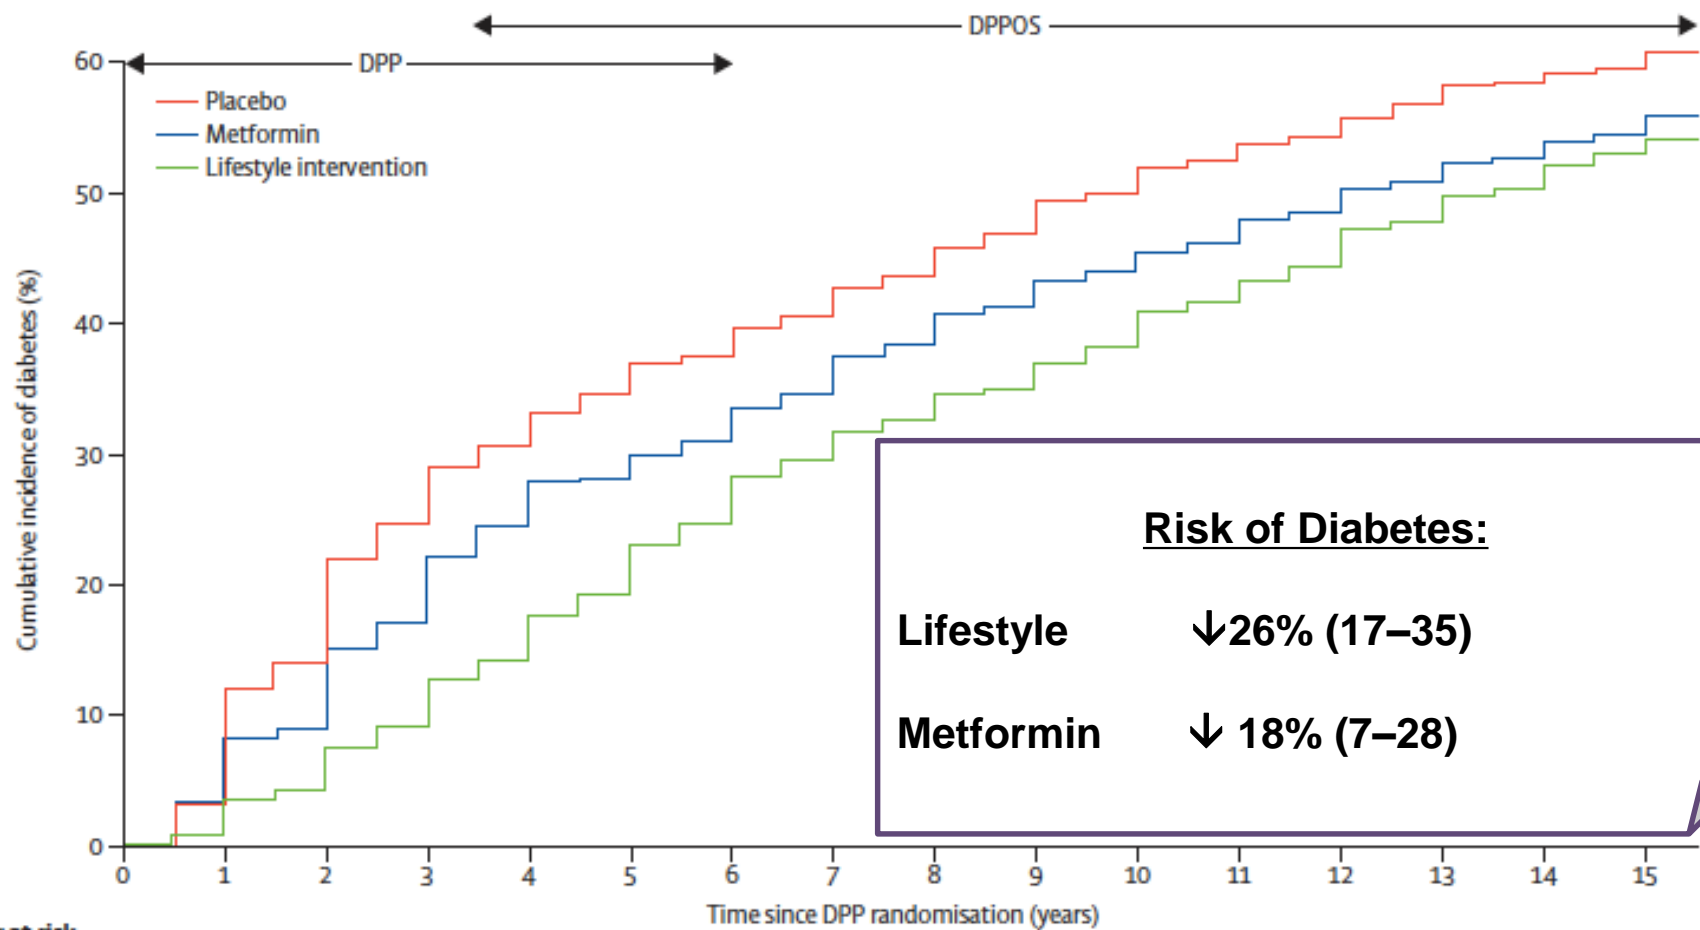 DPPOS
60
DPP
Placebo
Metformin
Lifestyle intervention
50
40
30
20
10
0
Cumulative incidence of diabetes (%)
Risk of Diabetes:
Lifestyle ↓26% (17–35)
Metformin ↓ 18% (7–28)
0 1 2 3 4 5 6 7 8 9 10 11 12 13 14 15
Time since DPP randomisation (years)